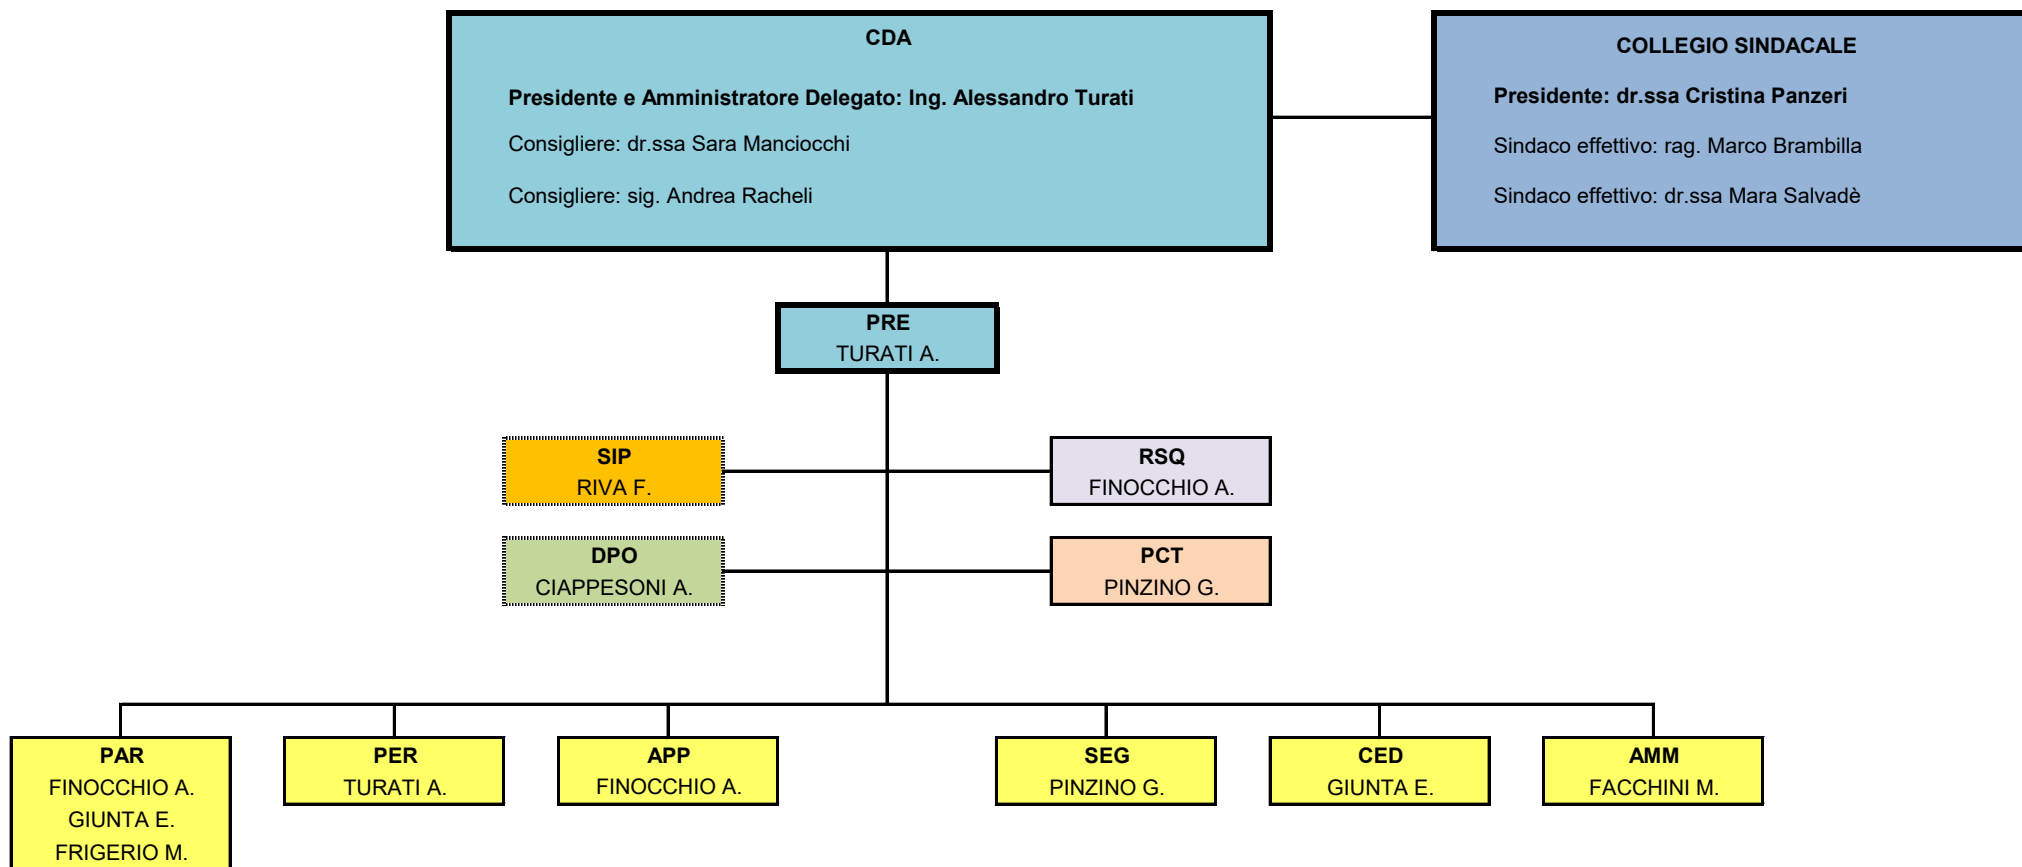 CDA
Presidente e Amministratore Delegato: Ing. Alessandro Turati
Consigliere: dr.ssa Sara Manciocchi
Consigliere: sig. Andrea Racheli
COLLEGIO SINDACALE
Presidente: dr.ssa Cristina Panzeri
Sindaco effettivo: rag. Marco Brambilla
Sindaco effettivo: dr.ssa Mara Salvadè
PRE
TURATI A.
SIP
RIVA F.
RSQ
FINOCCHIO A.
DPO
CIAPPESONI A.
PCT
PINZINO G.
PAR
FINOCCHIO A.
GIUNTA E.
FRIGERIO M.
PER
TURATI A.
APP
FINOCCHIO A.
SEG
PINZINO G.
CED
GIUNTA E.
AMM
FACCHINI M.